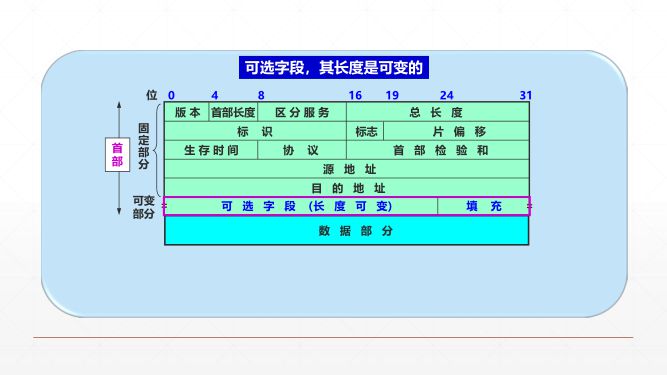 可选字段，其长度是可变的
位 0 4 8 16 19 24 31
版本 首部长度 区分服务 总长度
标识 标志 片偏移
生存时间 协议 首部检验和
源地址
目的地址
可选字段（长度可变） 填充
数据部分
首部
固定部分
可变部分